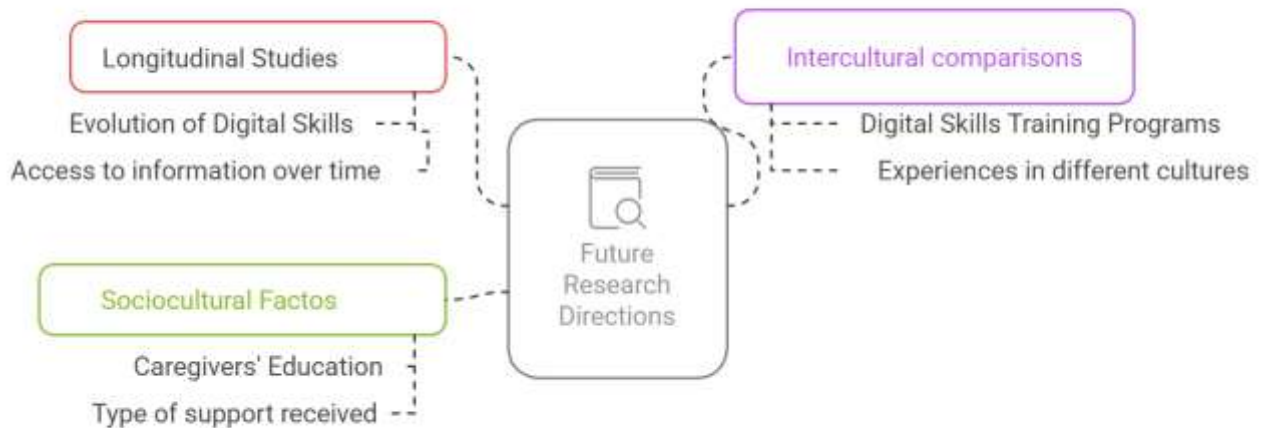 Longitudinal Studies
Evolution of Digital Skills
Access to information over time
Sociocultural Factos
Caregivers' Education
Type of support received
Future
Research
Directions
Intercultural comparisons
Digital Skills Training Programs
Experiences in different cultures